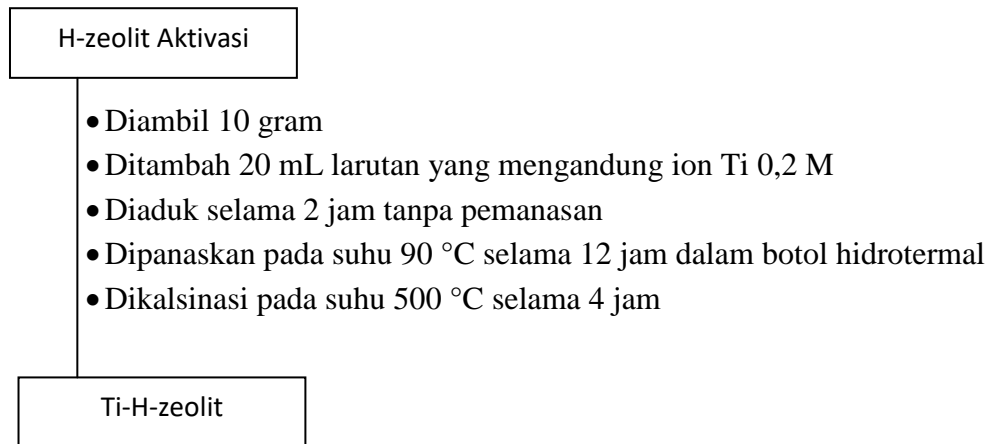 H-zeolit Aktivasi
• Diambil 10 gram
• Ditambah 20 mL larutan yang mengandung ion Ti 0,2 M
• Diaduk selama 2 jam tanpa pemanasan
• Dipanaskan pada suhu 90 °C selama 12 jam dalam botol hidrotermal
• Dikalsinasi pada suhu 500 °C selama 4 jam
Ti-H-zeolit